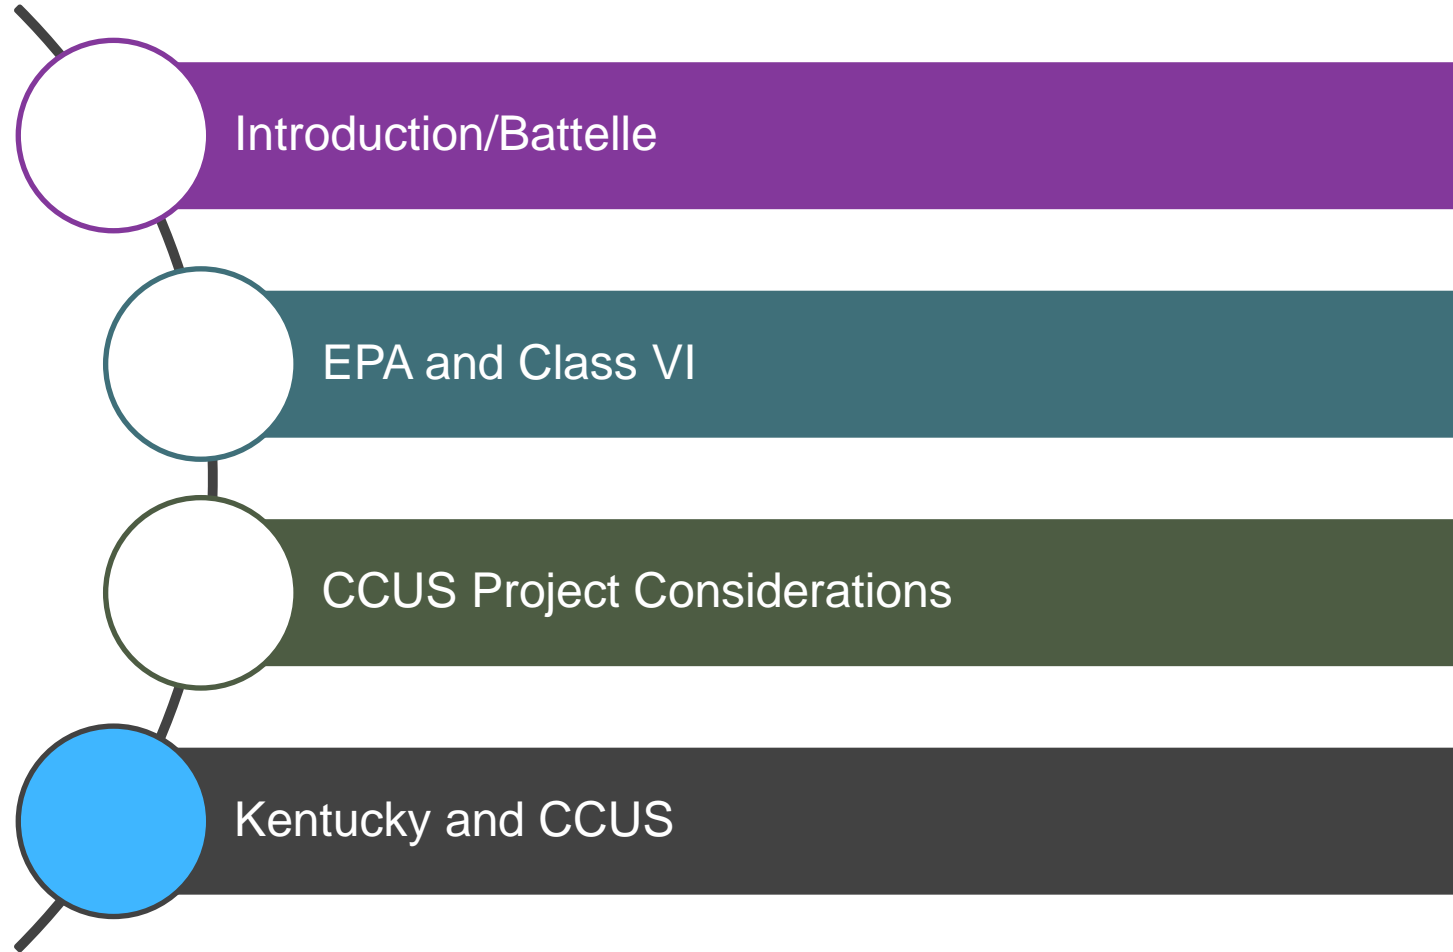 Introduction/Battelle
EPA and Class VI
CCUS Project Considerations
Kentucky and CCUS